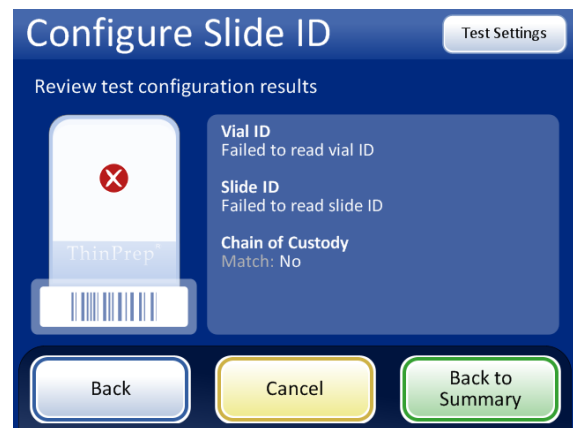 Configure Slide ID
Test Settings
Review test configuration results
Vial ID
Failed to read vial ID
Slide ID
Failed to read slide ID
Chain of Custody
Match: No
ThinPrep®
Back
Cancel
Back to
Summary